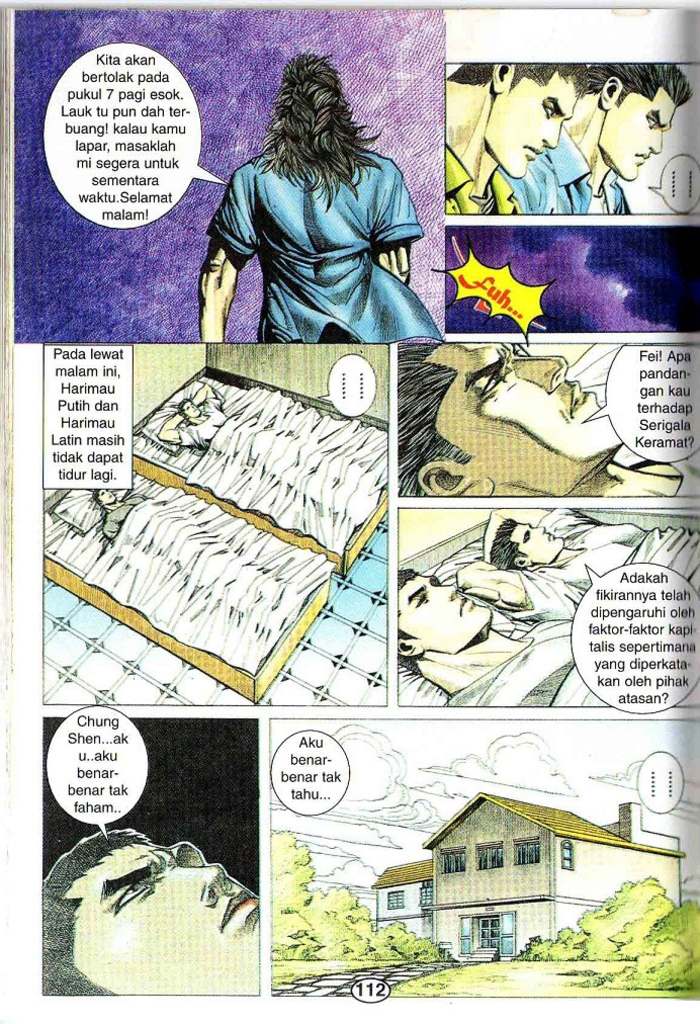 Kita akan
bertolak pada
pukul 7 pagi esok.
Lauk tu pun dah ter-
buang! kalau kamu
lapar, masaklah
mi segera untuk
sementara
waktu.Selamat
malam!
fuh...
Pada lewat
malam ini,
Harimau
Putih dan
Harimau
Latin masih
tidak dapat
tidur lagi.
Fei! Apa
pandan-
gan kau
terhadap
Serigala
Keramat?
Adakah
fikirannya telah
dipengaruhi oleh
faktor-faktor kapi-
talis sepertimana
yang diperkata-
kan oleh pihak
atasan?
Chung
Shen...ak
u..aku
benar-
benar tak
faham..
Aku
benar-
benar tak
tahu...
112